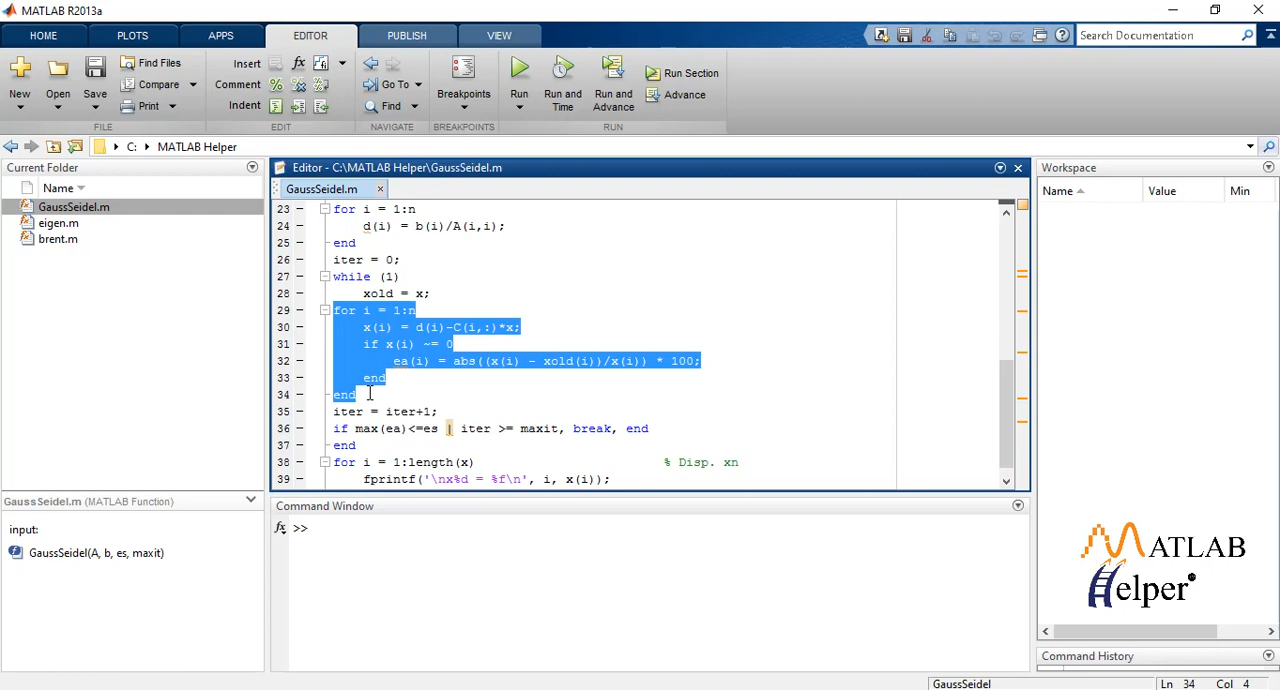 MATLAB R2013a
HOME PLOTS APPS EDITOR PUBLISH VIEW Search Documentation
New Open Save Find Files Compare Print
Insert Comment Indent
Go To Find
Breakpoints
Run Run and Time Run and Advance Run Section Advance
FILE EDIT NAVIGATE BREAKPOINTS RUN
C: MATLAB Helper
Current Folder
Name
GaussSeidel.m
eigen.m
brent.m
GaussSeidel.m (MATLAB Function)
input:
GaussSeidel(A, b, es, maxit)
Editor - C:\MATLAB Helper\GaussSeidel.m
GaussSeidel.m
23 for i = 1:n
24 d(i) = b(i)/A(i,i);
25 end
26 iter = 0;
27 while (1)
28 xold = x;
29 for i = 1:n
30 x(i) = d(i)-C(i,:)*x;
31 if x(i) ~= 0
32 ea(i) = abs((x(i) - xold(i))/x(i)) * 100;
33 end
34 end
35 iter = iter+1;
36 if max(ea)<=es | iter >= maxit, break, end
37 end
38 for i = 1:length(x) % Disp. xn
39 fprintf('\nx%d = %f\n', i, x(i));
Command Window
fx >>
Workspace
Name Value Min
MATLAB
Helper®
Command History
GaussSeidel Ln 34 Col 4